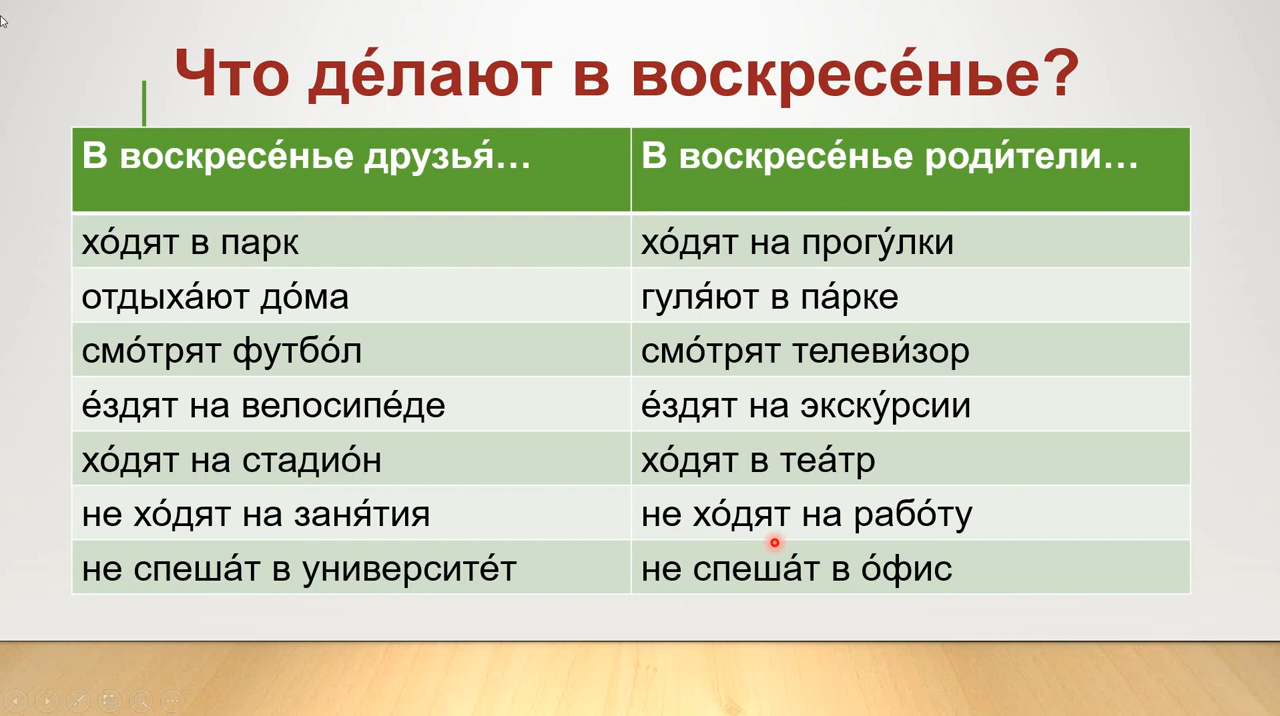 Что де́лают в воскресе́нье?
В воскресе́нье друзья́… В воскресе́нье роди́тели…
хо́дят в парк хо́дят на прогу́лки
отдыха́ют до́ма гуля́ют в па́рке
смо́трят футбо́л смо́трят телеви́зор
е́здят на велосипе́де е́здят на экску́рсии
хо́дят на стадио́н хо́дят в теа́тр
не хо́дят на заня́тия не хо́дят на рабо́ту
не спеша́т в университе́т не спеша́т в о́фис